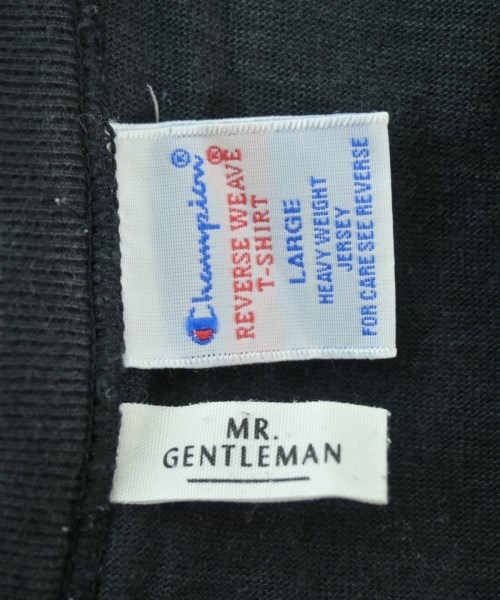 Champion®
REVERSE WEAVE®
T-SHIRT
LARGE
HEAVY WEIGHT
JERSEY
FOR CARE SEE REVERSE
MR.
GENTLEMAN